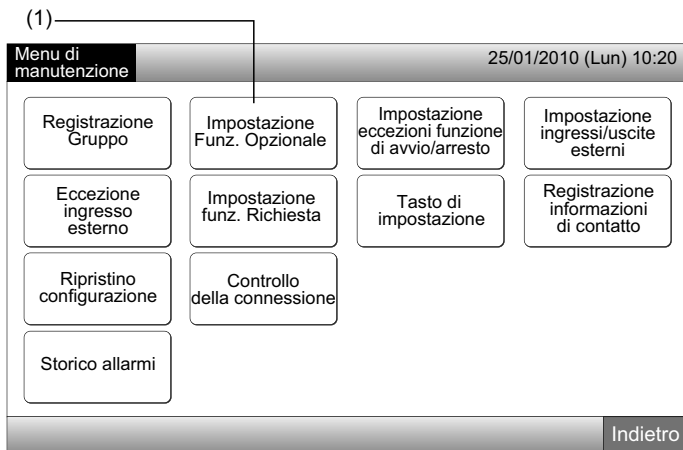 (1)
Menu di
manutenzione
25/01/2010 (Lun) 10:20
Registrazione
Gruppo
Impostazione
Funz. Opzionale
Impostazione
eccezioni funzione
di avvio/arresto
Impostazione
ingressi/uscite
esterni
Eccezione
ingresso
esterno
Impostazione
funz. Richiesta
Tasto di
impostazione
Registrazione
informazioni
di contatto
Ripristino
configurazione
Controllo
della connessione
Storico allarmi
Indietro